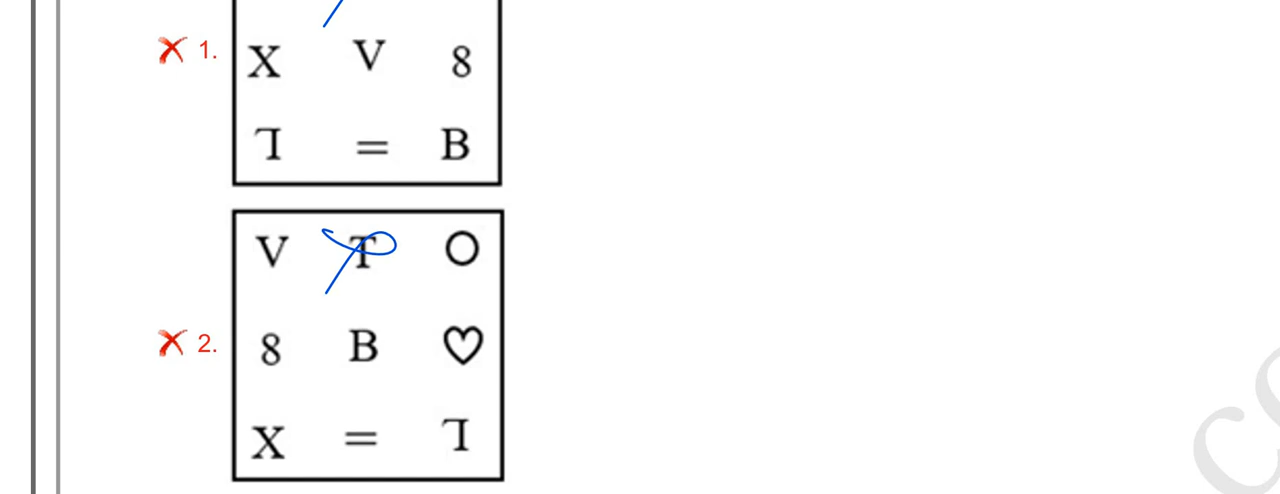 1.
X V 8
⅂ = B
V T O
2.
8 B ♡
X = ⅂